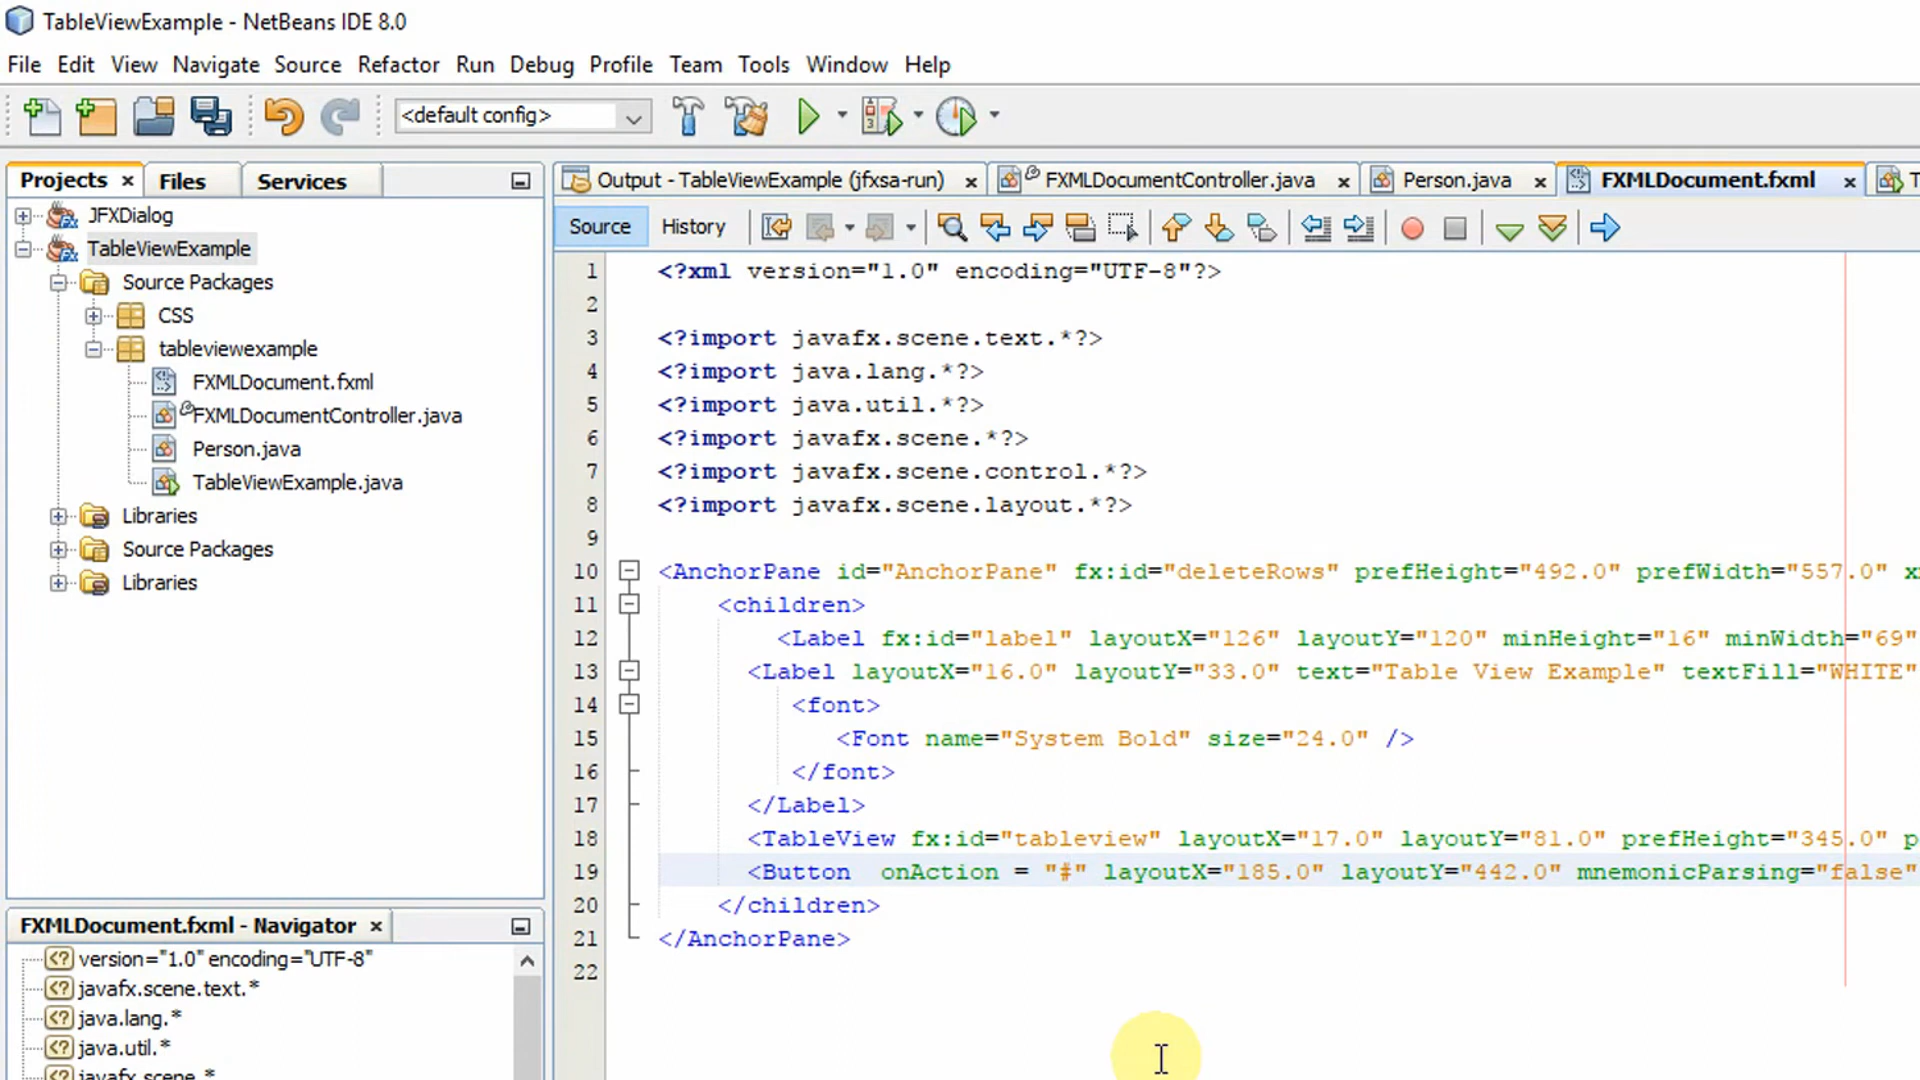 TableViewExample - NetBeans IDE 8.0
File Edit View Navigate Source Refactor Run Debug Profile Team Tools Window Help
<default config>
Projects Files Services
Output - TableViewExample (jfxsa-run) FXMLDocumentController.java Person.java FXMLDocument.fxml T
Source History
JFXDialog
TableViewExample
Source Packages
CSS
tableviewexample
FXMLDocument.fxml
FXMLDocumentController.java
Person.java
TableViewExample.java
Libraries
Source Packages
Libraries
1 <?xml version="1.0" encoding="UTF-8"?>
2
3 <?import javafx.scene.text.*?>
4 <?import java.lang.*?>
5 <?import java.util.*?>
6 <?import javafx.scene.*?>
7 <?import javafx.scene.control.*?>
8 <?import javafx.scene.layout.*?>
9
10 <AnchorPane id="AnchorPane" fx:id="deleteRows" prefHeight="492.0" prefWidth="557.0" x
11 <children>
12 <Label fx:id="label" layoutX="126" layoutY="120" minHeight="16" minWidth="69"
13 <Label layoutX="16.0" layoutY="33.0" text="Table View Example" textFill="WHITE"
14 <font>
15 <Font name="System Bold" size="24.0" />
16 </font>
17 </Label>
18 <TableView fx:id="tableview" layoutX="17.0" layoutY="81.0" prefHeight="345.0" p
19 <Button onAction = "#" layoutX="185.0" layoutY="442.0" mnemonicParsing="false"
20 </children>
21 </AnchorPane>
22
FXMLDocument.fxml - Navigator
version="1.0" encoding="UTF-8"
javafx.scene.text.*
java.lang.*
java.util.*
javafx.scene.*